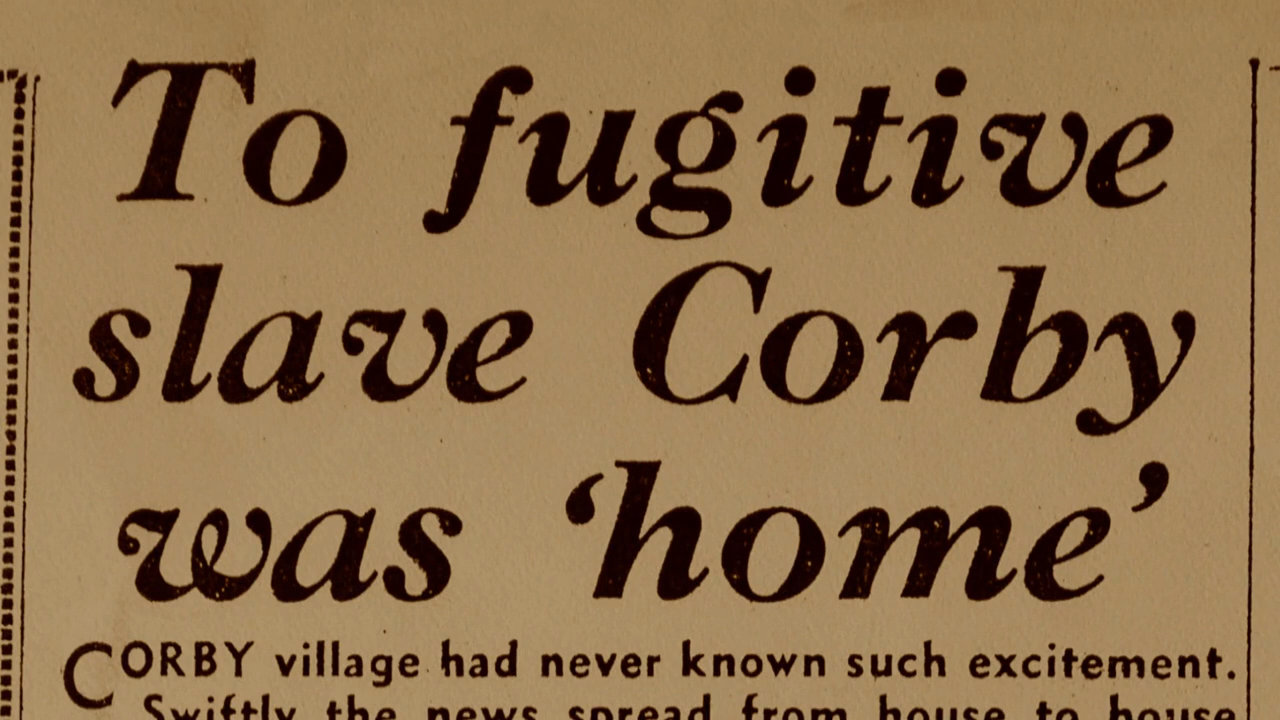 To fugitive
slave Corby
was ‘home’
CORBY village had never known such excitement.
Swiftly the news spread from house to house